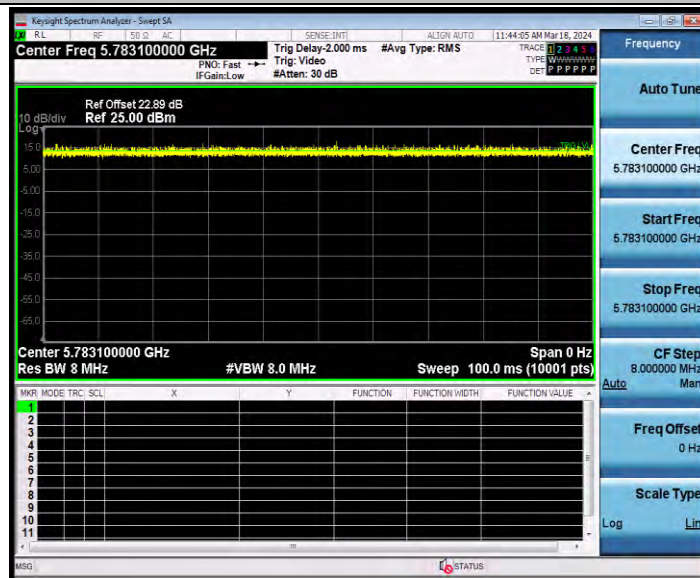 Keysight Spectrum Analyzer - Swept SA
RL RF 50 Ω AC SENSE:INT ALIGN AUTO 11:44:05 AM Mar 18, 2024
Center Freq 5.783100000 GHz
PNO: Fast
IFGain:Low
Trig Delay-2.000 ms
Trig: Video
#Atten: 30 dB
#Avg Type: RMS
TRACE 1 2 3 4 5 6
TYPE W
DET P P P P P P
Ref Offset 22.89 dB
10 dB/div Ref 25.00 dBm
Log
15.0
5.00
-5.00
-15.0
-25.0
-35.0
-45.0
-55.0
-65.0
Center 5.783100000 GHz Span 0 Hz
Res BW 8 MHz #VBW 8.0 MHz Sweep 100.0 ms (10001 pts)
MKR MODE TRC SCL X Y FUNCTION FUNCTION WIDTH FUNCTION VALUE
1
2
3
4
5
6
7
8
9
10
11
MSG STATUS
Frequency
Auto Tune
Center Freq
5.783100000 GHz
Start Freq
5.783100000 GHz
Stop Freq
5.783100000 GHz
CF Step
8.000000 MHz
Auto Man
Freq Offset
0 Hz
Scale Type
Log Lin